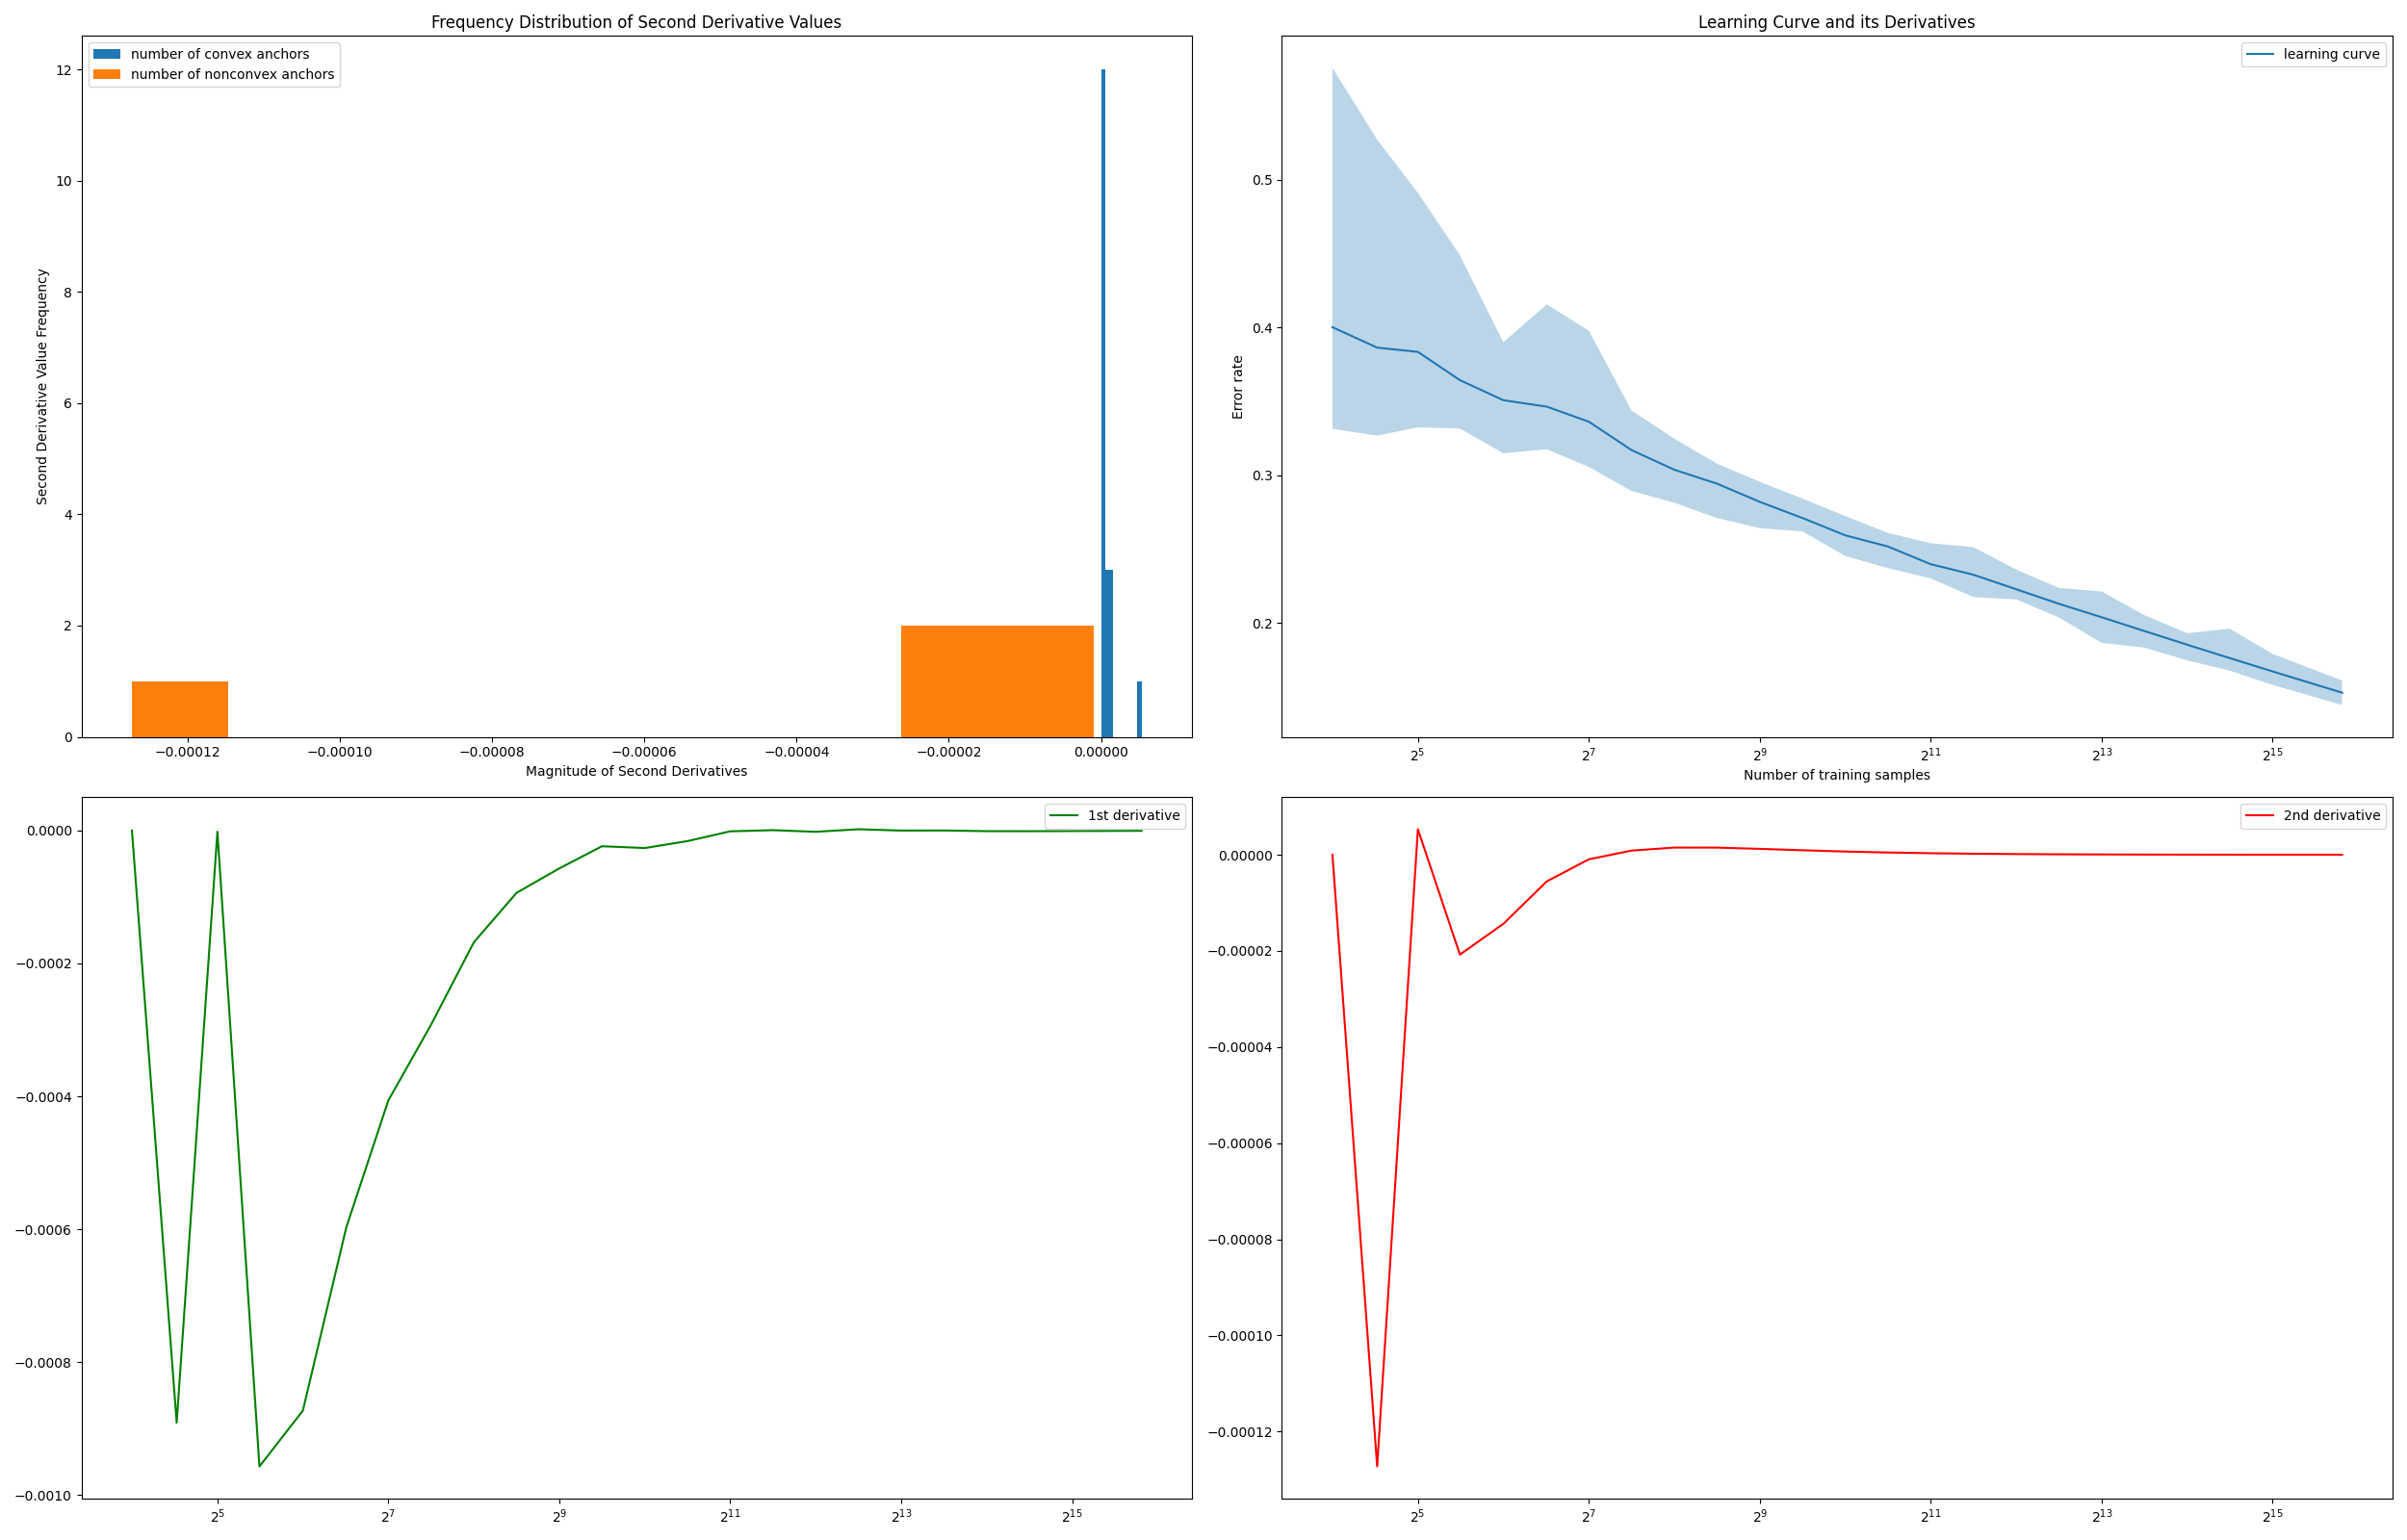 Frequency Distribution of Second Derivative Values
number of convex anchors
number of nonconvex anchors
Second Derivative Value Frequency
12
10
8
6
4
2
0
−0.00012 −0.00010 −0.00008 −0.00006 −0.00004 −0.00002 0.00000
Magnitude of Second Derivatives
Learning Curve and its Derivatives
learning curve
Error rate
0.5
0.4
0.3
0.2
2^5 2^7 2^9 2^11 2^13 2^15
Number of training samples
1st derivative
0.0000
−0.0002
−0.0004
−0.0006
−0.0008
−0.0010
2^5 2^7 2^9 2^11 2^13 2^15
2nd derivative
0.00000
−0.00002
−0.00004
−0.00006
−0.00008
−0.00010
−0.00012
2^5 2^7 2^9 2^11 2^13 2^15